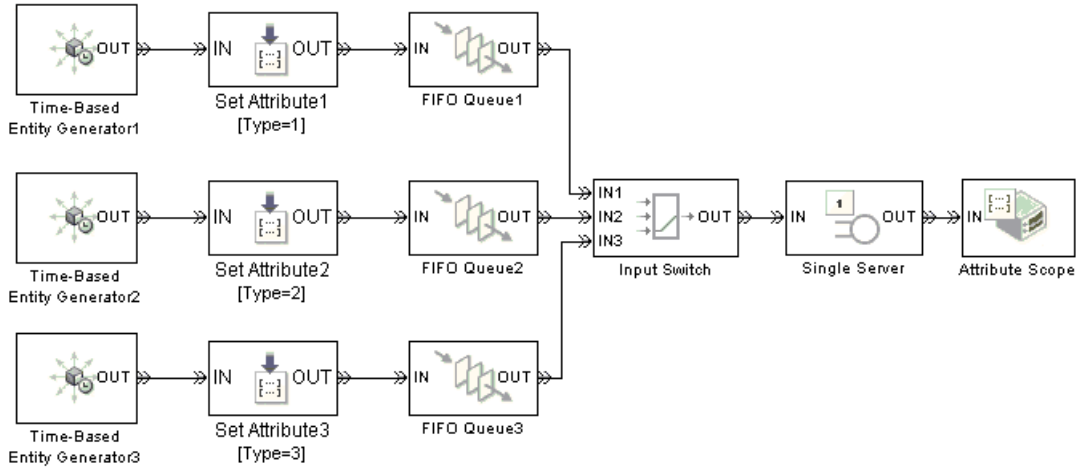 OUT IN OUT IN OUT
Time-Based
Entity Generator1
Set Attribute1
[Type=1]
FIFO Queue1
OUT IN OUT IN OUT
Time-Based
Entity Generator2
Set Attribute2
[Type=2]
FIFO Queue2
IN1
IN2 OUT
IN3
Input Switch
IN 1 OUT
Single Server
IN
Attribute Scope
OUT IN OUT IN OUT
Time-Based
Entity Generator3
Set Attribute3
[Type=3]
FIFO Queue3